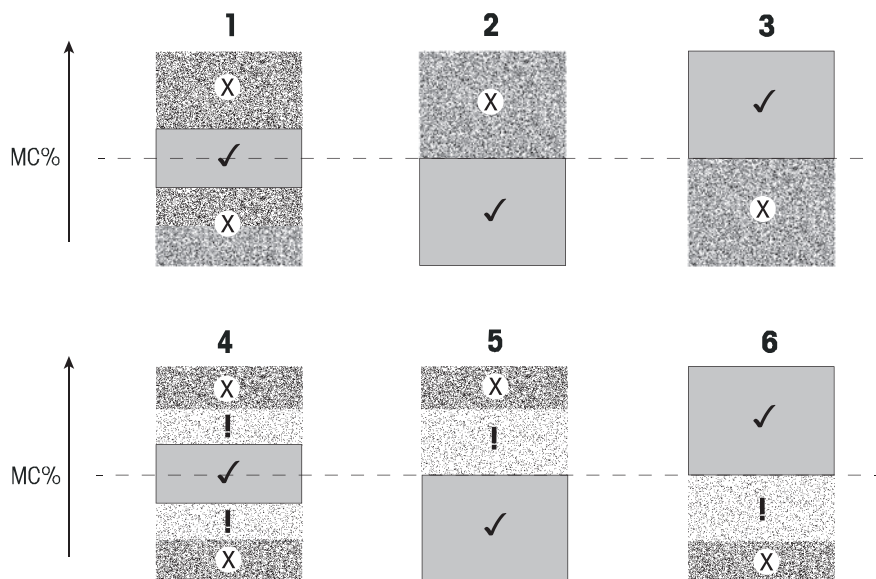 1 2 3
X X ✓
MC% ✓
X ✓ X
4 5 6
X X ✓
! !
MC% ✓
! ✓ !
X X